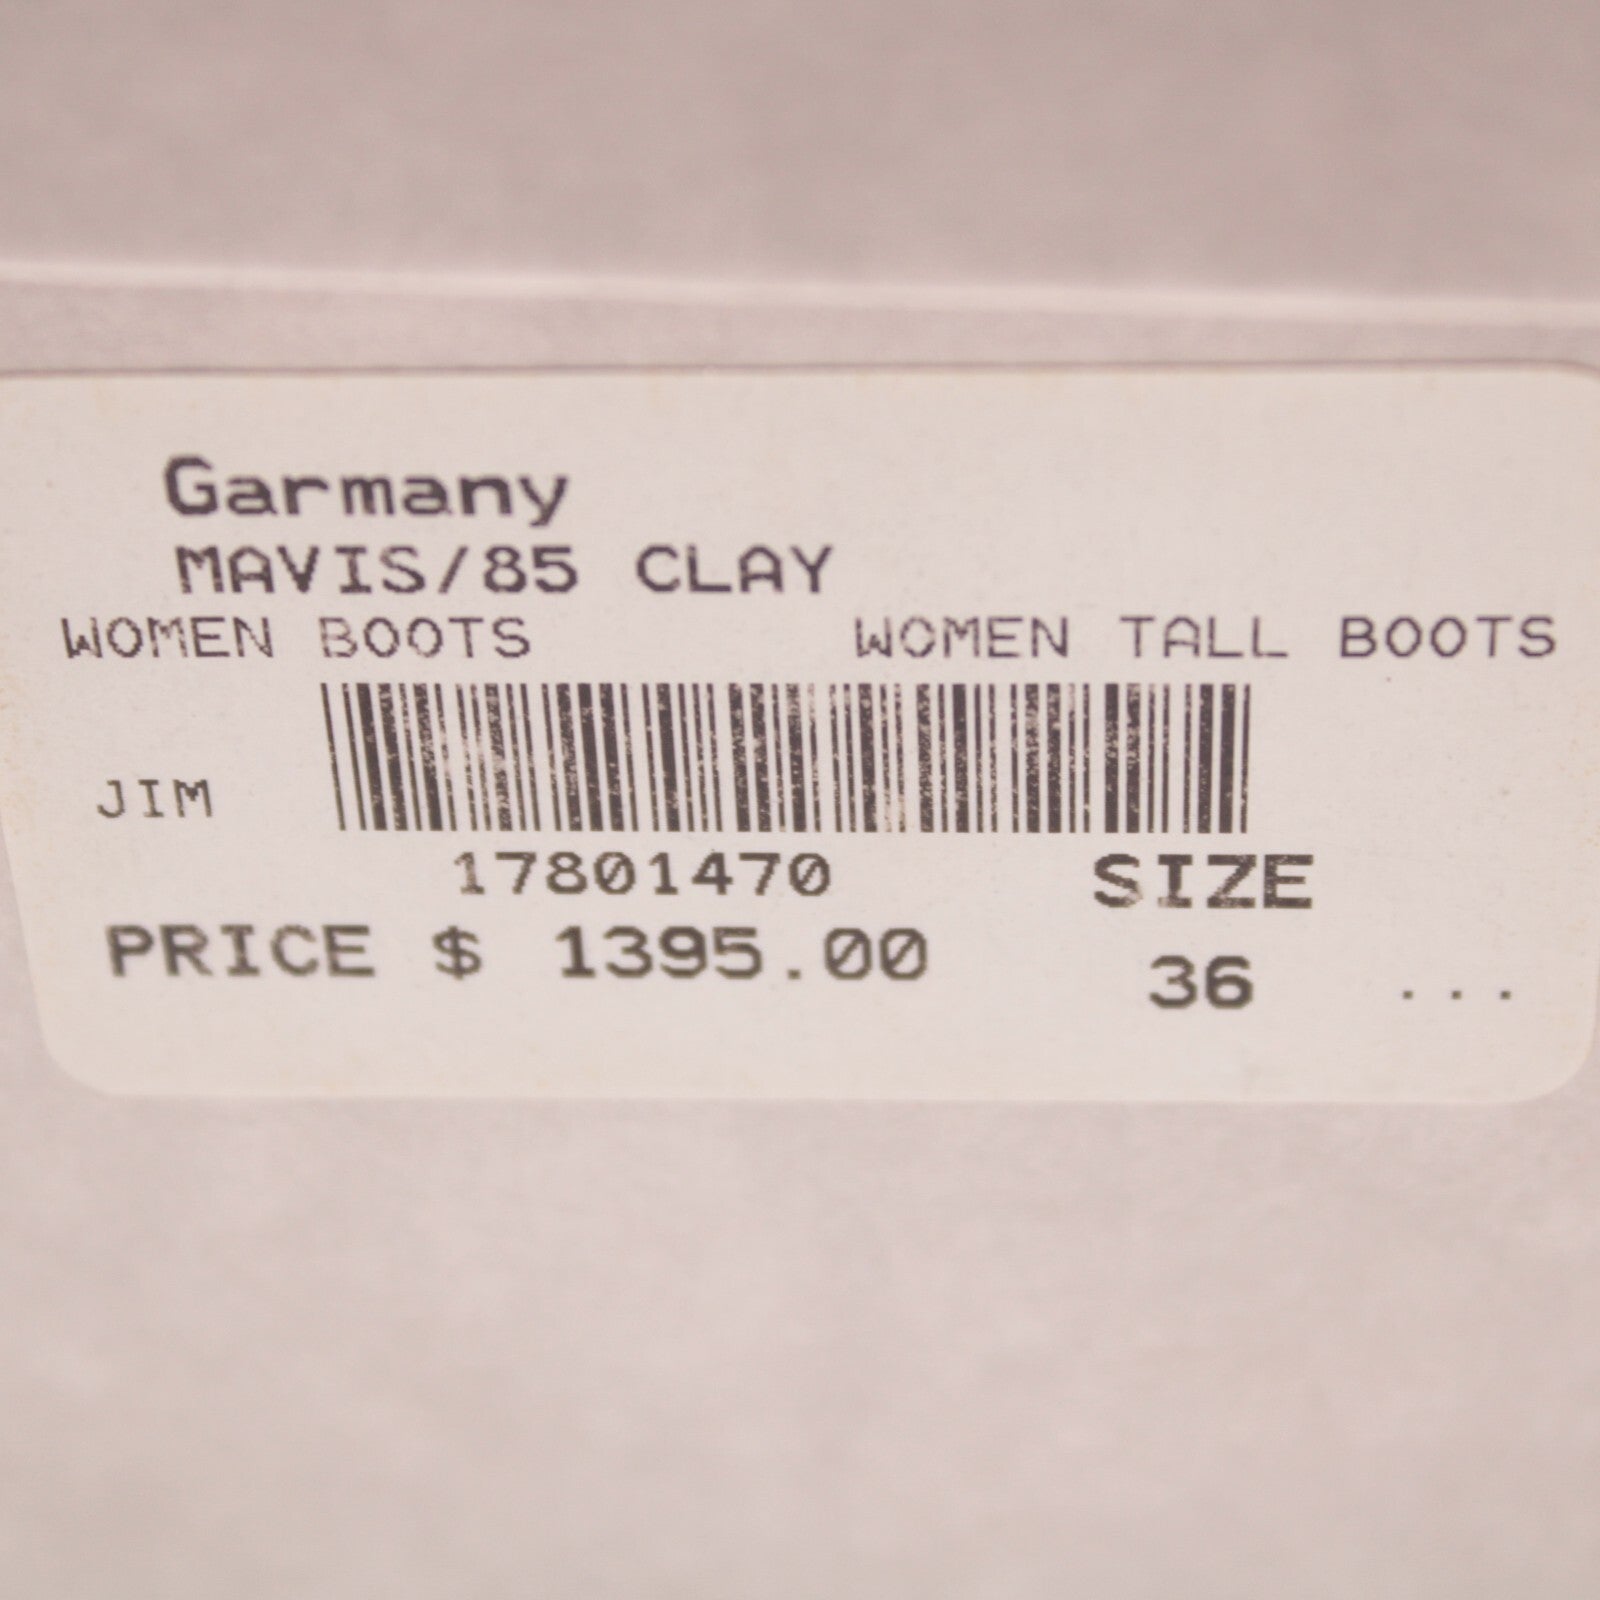 Garmany
MAVIS/85 CLAY
WOMEN BOOTS WOMEN TALL BOOTS
JIM
17801470 SIZE
PRICE $ 1395.00 36 ...